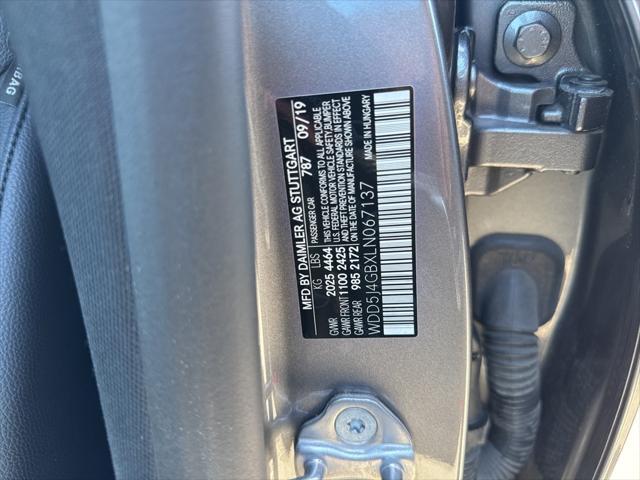 MFD BY DAIMLER AG STUTTGART
PASSENGER CAR 787 09/19
KG LBS THIS VEHICLE CONFORMS TO ALL APPLICABLE
GVWR 2025 4464 U.S. FEDERAL MOTOR VEHICLE SAFETY, BUMPER
GAWR FRONT 1100 2425 AND THEFT PREVENTION STANDARDS IN EFFECT
GAWR REAR 985 2172 ON THE DATE OF MANUFACTURE SHOWN ABOVE
WDD5J4GBXLN067137 MADE IN HUNGARY